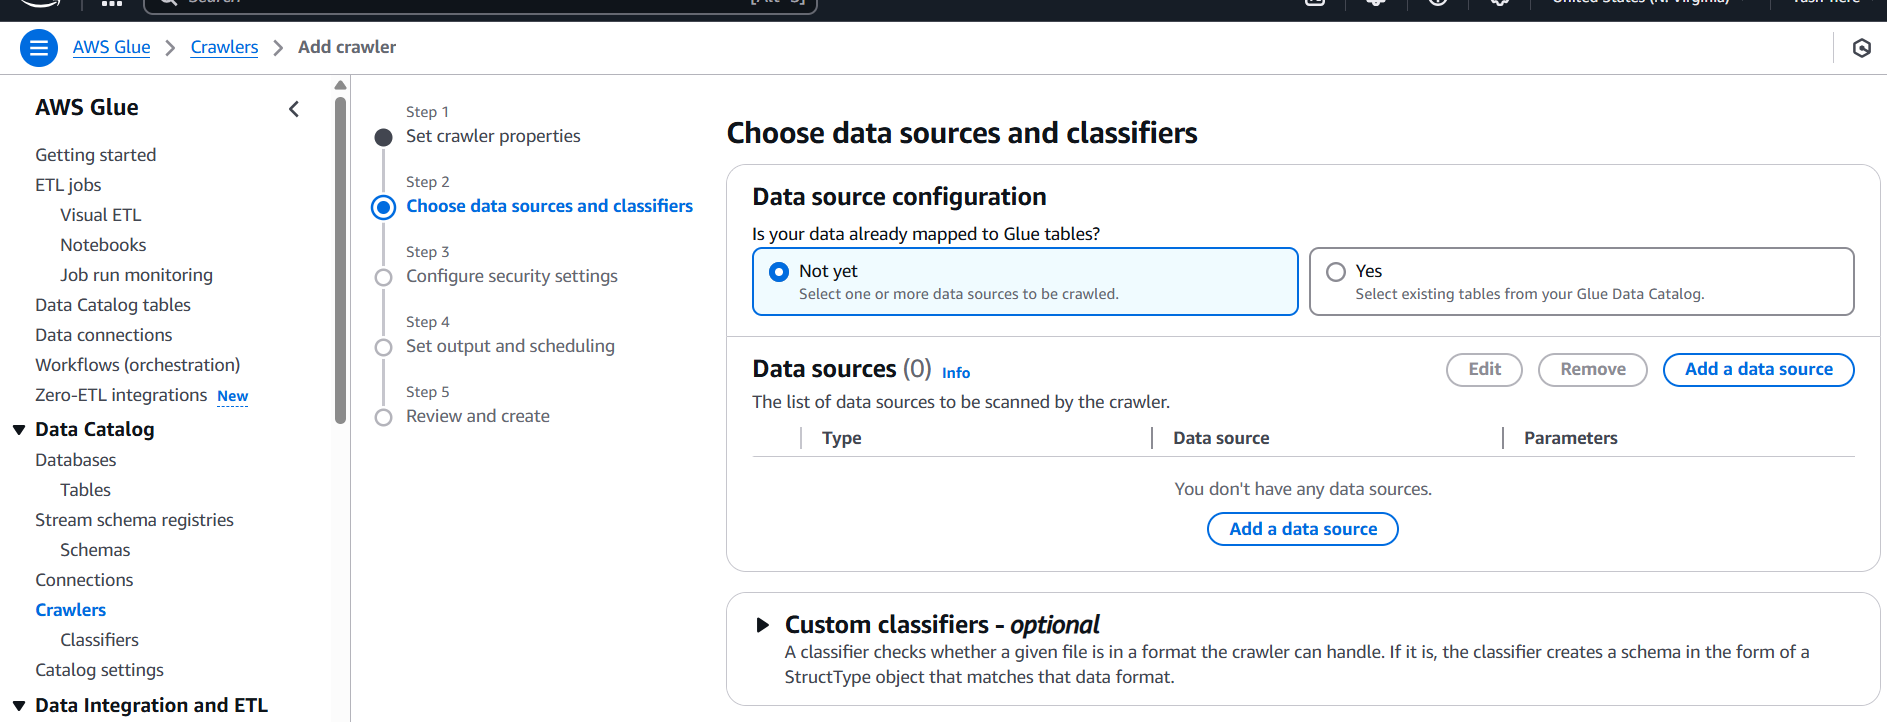 AWS Glue
Crawlers
Add crawler
AWS Glue
Getting started
ETL jobs
Visual ETL
Notebooks
Job run monitoring
Data Catalog tables
Data connections
Workflows (orchestration)
Zero-ETL integrations New
Data Catalog
Databases
Tables
Stream schema registries
Schemas
Connections
Crawlers
Classifiers
Catalog settings
Data Integration and ETL
Step 1
Set crawler properties
Step 2
Choose data sources and classifiers
Step 3
Configure security settings
Step 4
Set output and scheduling
Step 5
Review and create
Choose data sources and classifiers
Data source configuration
Is your data already mapped to Glue tables?
Not yet
Select one or more data sources to be crawled.
Yes
Select existing tables from your Glue Data Catalog.
Data sources (0) Info
Edit
Remove
Add a data source
The list of data sources to be scanned by the crawler.
Type
Data source
Parameters
You don't have any data sources.
Add a data source
Custom classifiers - optional
A classifier checks whether a given file is in a format the crawler can handle. If it is, the classifier creates a schema in the form of a
StructType object that matches that data format.